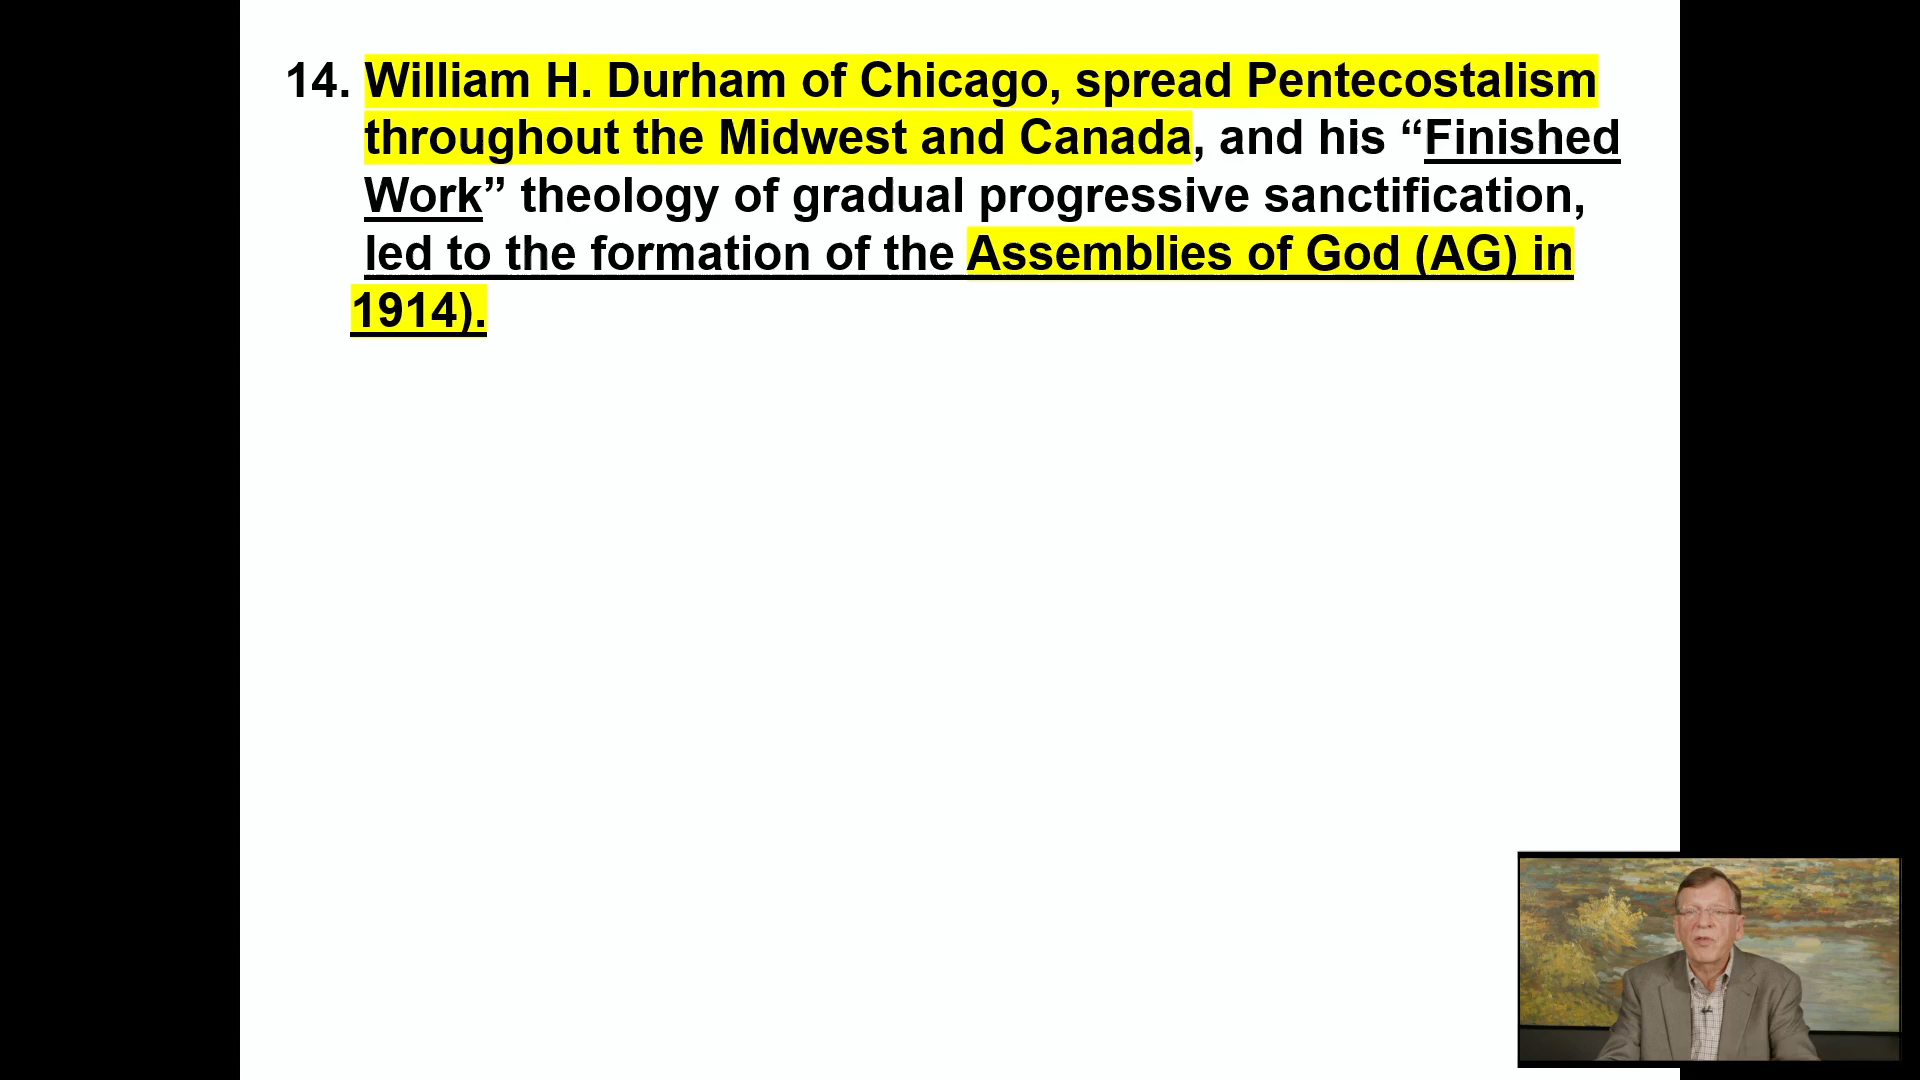 14. William H. Durham of Chicago, spread Pentecostalism
throughout the Midwest and Canada, and his “Finished
Work” theology of gradual progressive sanctification,
led to the formation of the Assemblies of God (AG) in
1914).